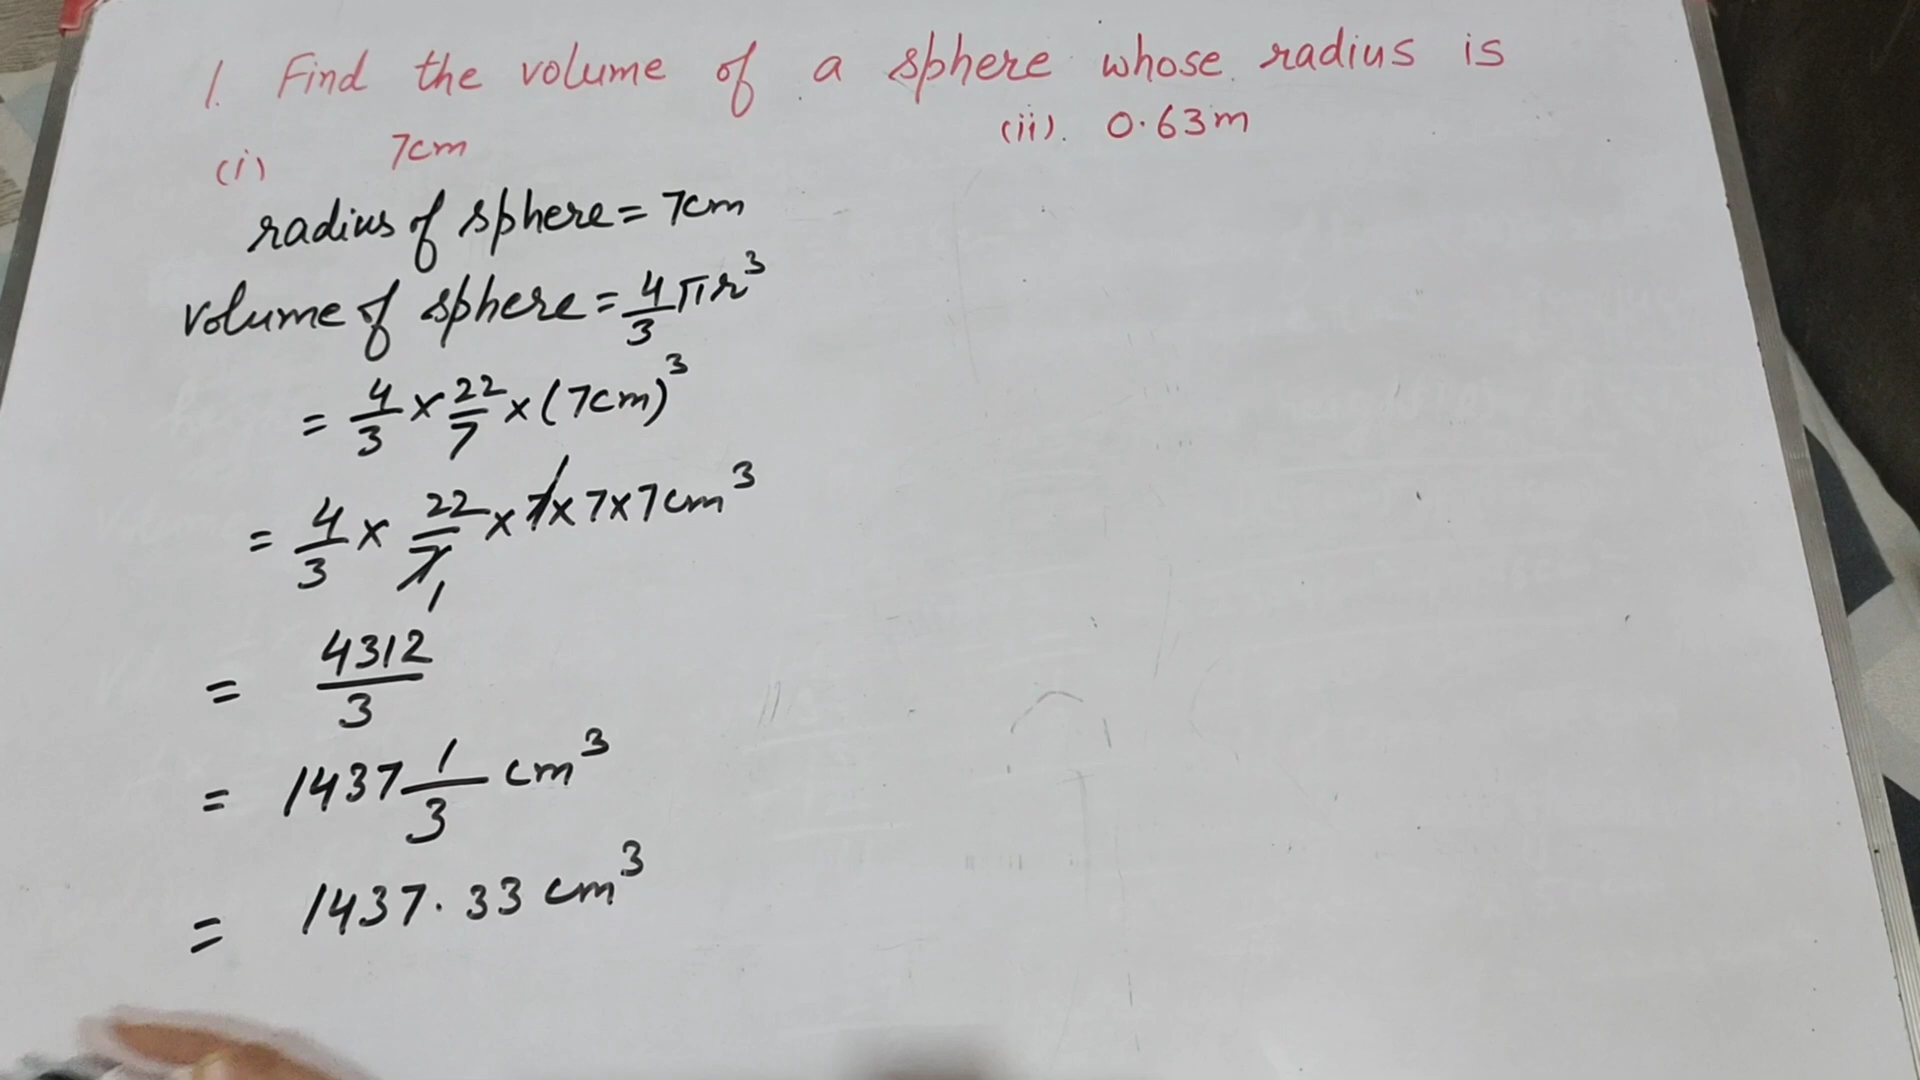 1. Find the volume of a sphere whose radius is
(i) 7cm (ii). 0.63m
radius of sphere = 7cm
volume of sphere = 4/3 πr³
= 4/3 × 22/7 × (7cm)³
= 4/3 × 22/7 1 × 7 × 7 × 7 cm³
= 4312/3
= 1437 1/3 cm³
= 1437.33 cm³